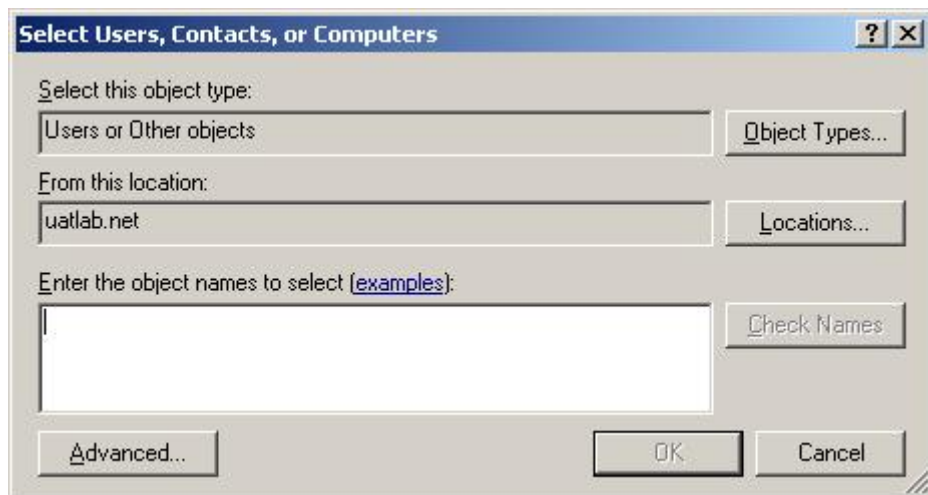 Select Users, Contacts, or Computers
Select this object type:
Users or Other objects
Object Types...
From this location:
uatlab.net
Locations...
Enter the object names to select (examples):
Check Names
Advanced...
OK
Cancel